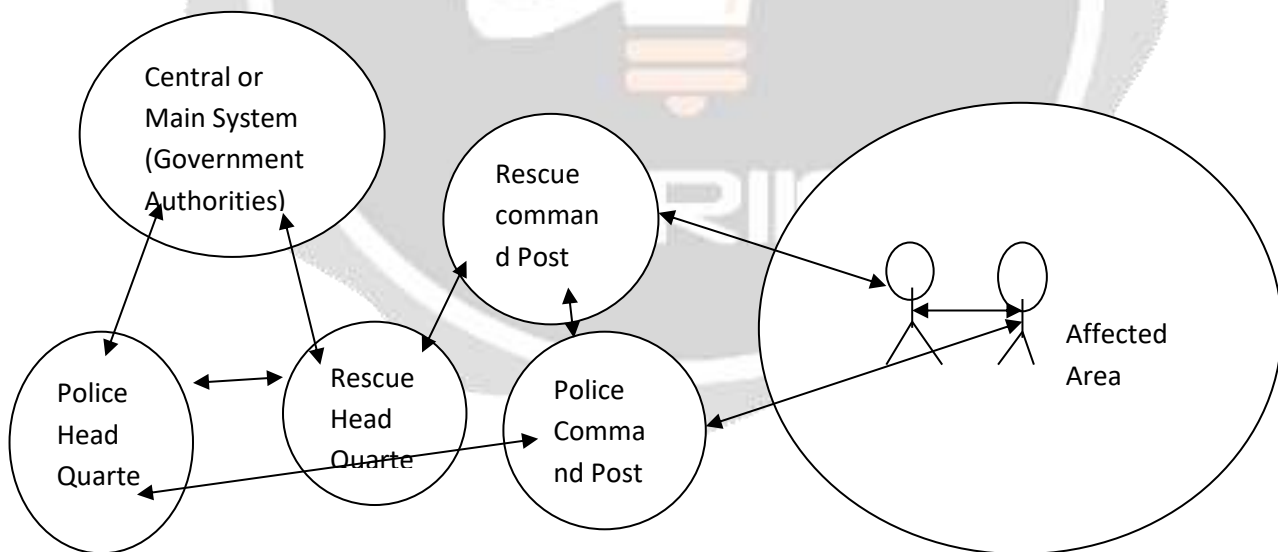 Central or
Main System
(Government
Authorities)
Rescue
comman
d Post
Police
Head
Quarte
Rescue
Head
Quarte
Police
Comma
nd Post
Affected
Area